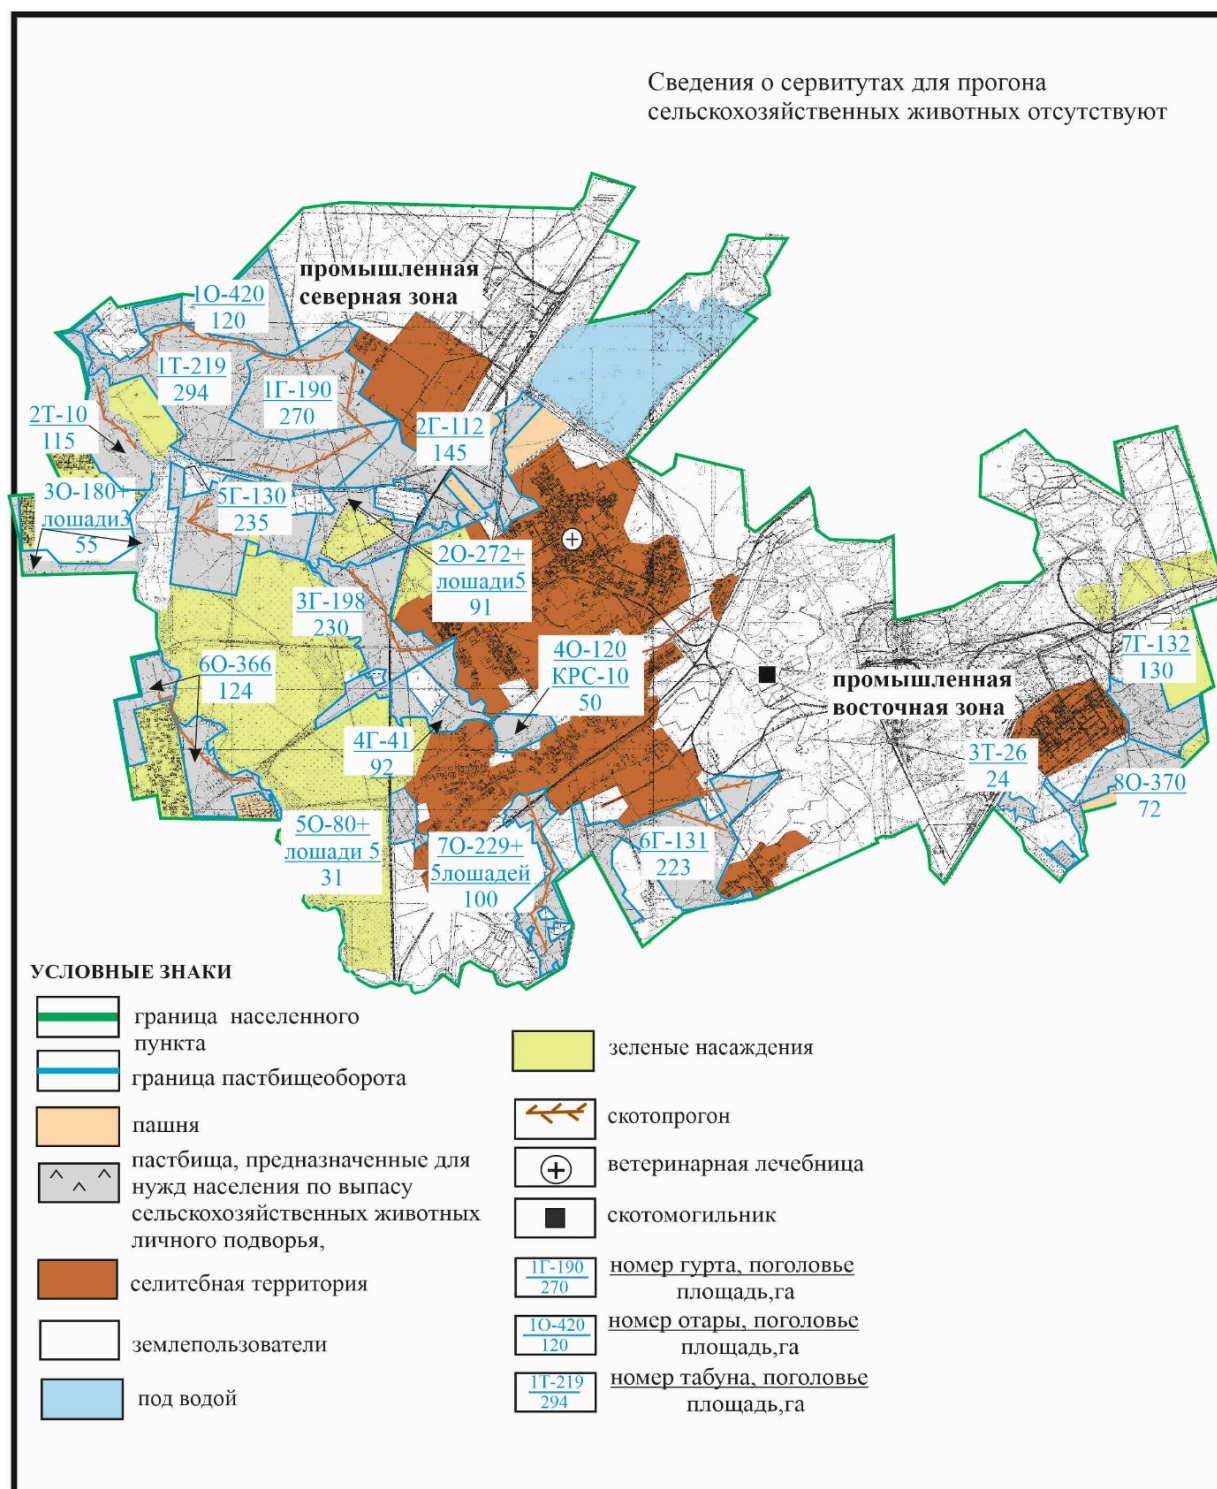 Сведения о сервитутах для прогона
сельскохозяйственных животных отсутствуют
промышленная
северная зона
1О-420
120
1Т-219
294
1Г-190
270
2Т-10
115
2Г-112
145
3О-180+
лошади3
55
5Г-130
235
2О-272+
лошади5
91
3Г-198
230
6О-366
124
4О-120
КРС-10
50
7Г-132
130
промышленная
восточная зона
4Г-41
92
3Т-26
24
8О-370
72
5О-80+
лошади 5
31
7О-229+
5лошадей
100
6Г-131
223
УСЛОВНЫЕ ЗНАКИ
граница населенного
пункта
граница пастбищеоборота
пашня
пастбища, предназначенные для
нужд населения по выпасу
сельскохозяйственных животных
личного подворья,
селитебная территория
землепользователи
под водой
зеленые насаждения
скотопрогон
ветеринарная лечебница
скотомогильник
1Г-190
270
номер гурта, поголовье
площадь,га
1О-420
120
номер отары, поголовье
площадь,га
1Т-219
294
номер табуна, поголовье
площадь,га